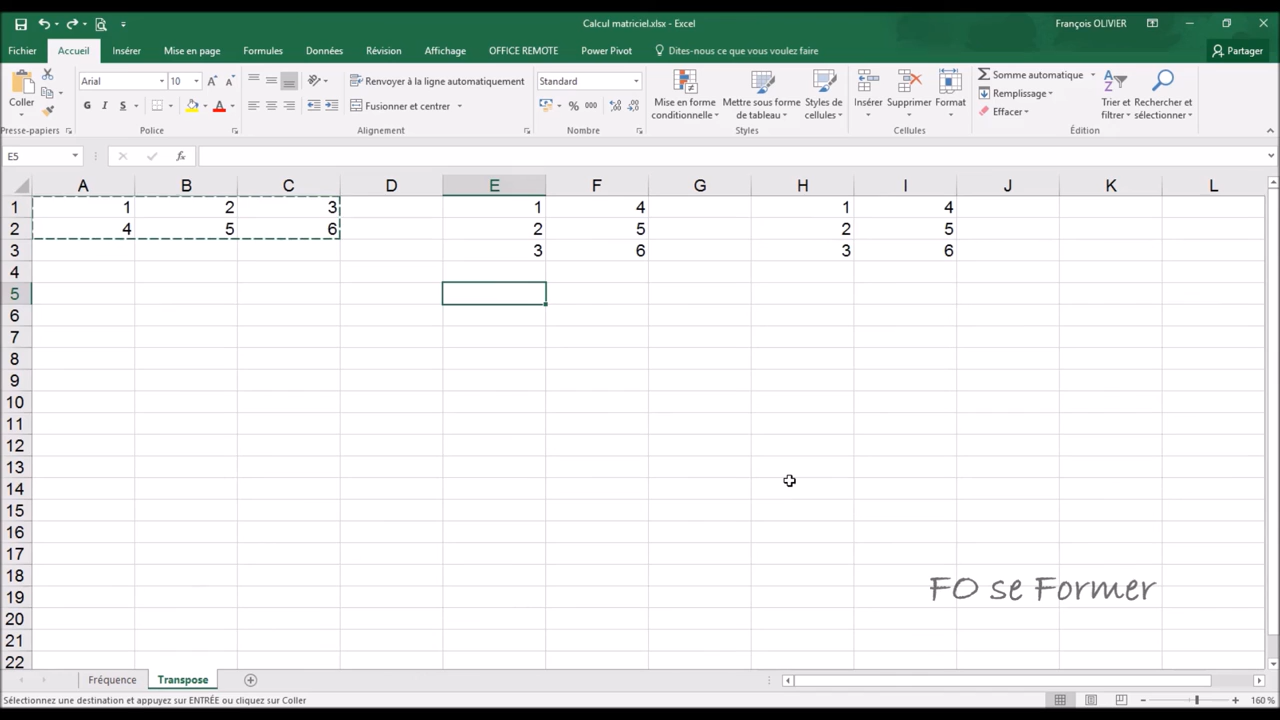 Calcul matriciel.xlsx - Excel
François OLIVIER
Fichier Accueil Insérer Mise en page Formules Données Révision Affichage OFFICE REMOTE Power Pivot Dites-nous ce que vous voulez faire Partager
Coller
Arial 10
G I S
Renvoyer à la ligne automatiquement
Fusionner et centrer
Standard
% 000
Mise en forme conditionnelle
Mettre sous forme de tableau
Styles de cellules
Insérer Supprimer Format
Somme automatique
Remplissage
Effacer
Trier et filtrer
Rechercher et sélectionner
Presse-papiers Police Alignement Nombre Styles Cellules Édition
E5 fx
A B C D E F G H I J K L
1 1 2 3 1 4 1 4
2 4 5 6 2 5 2 5
3 3 6 3 6
4
5
6
7
8
9
10
11
12
13
14
15
16
17
18
FO se Former
19
20
21
22
Fréquence Transpose
Sélectionnez une destination et appuyez sur ENTRÉE ou cliquez sur Coller
160 %